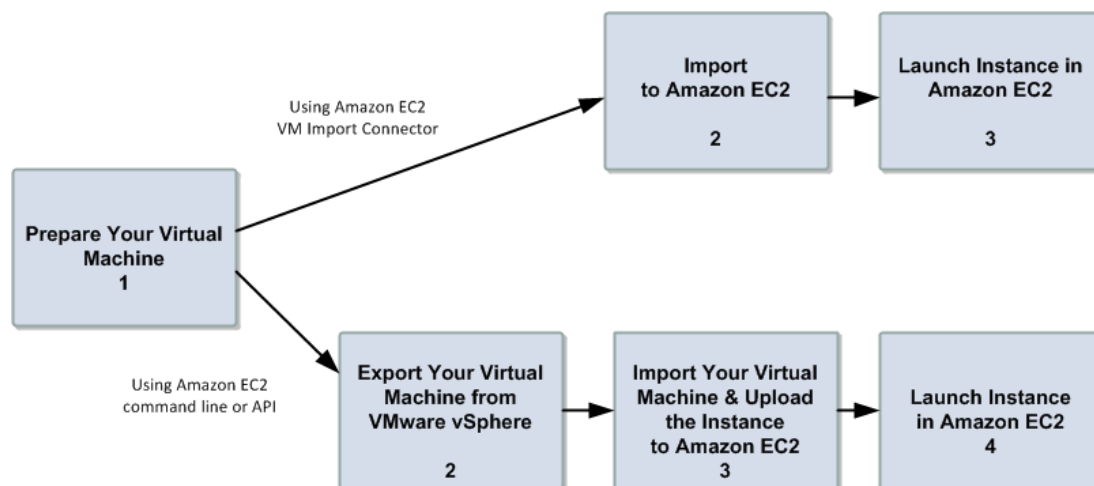 Import
to Amazon EC2
2
Launch Instance in
Amazon EC2
3
Using Amazon EC2
VM Import Connector
Prepare Your Virtual
Machine
1
Using Amazon EC2
command line or API
Export Your Virtual
Machine from
VMware vSphere
2
Import Your Virtual
Machine & Upload
the Instance
to Amazon EC2
3
Launch Instance
in Amazon EC2
4